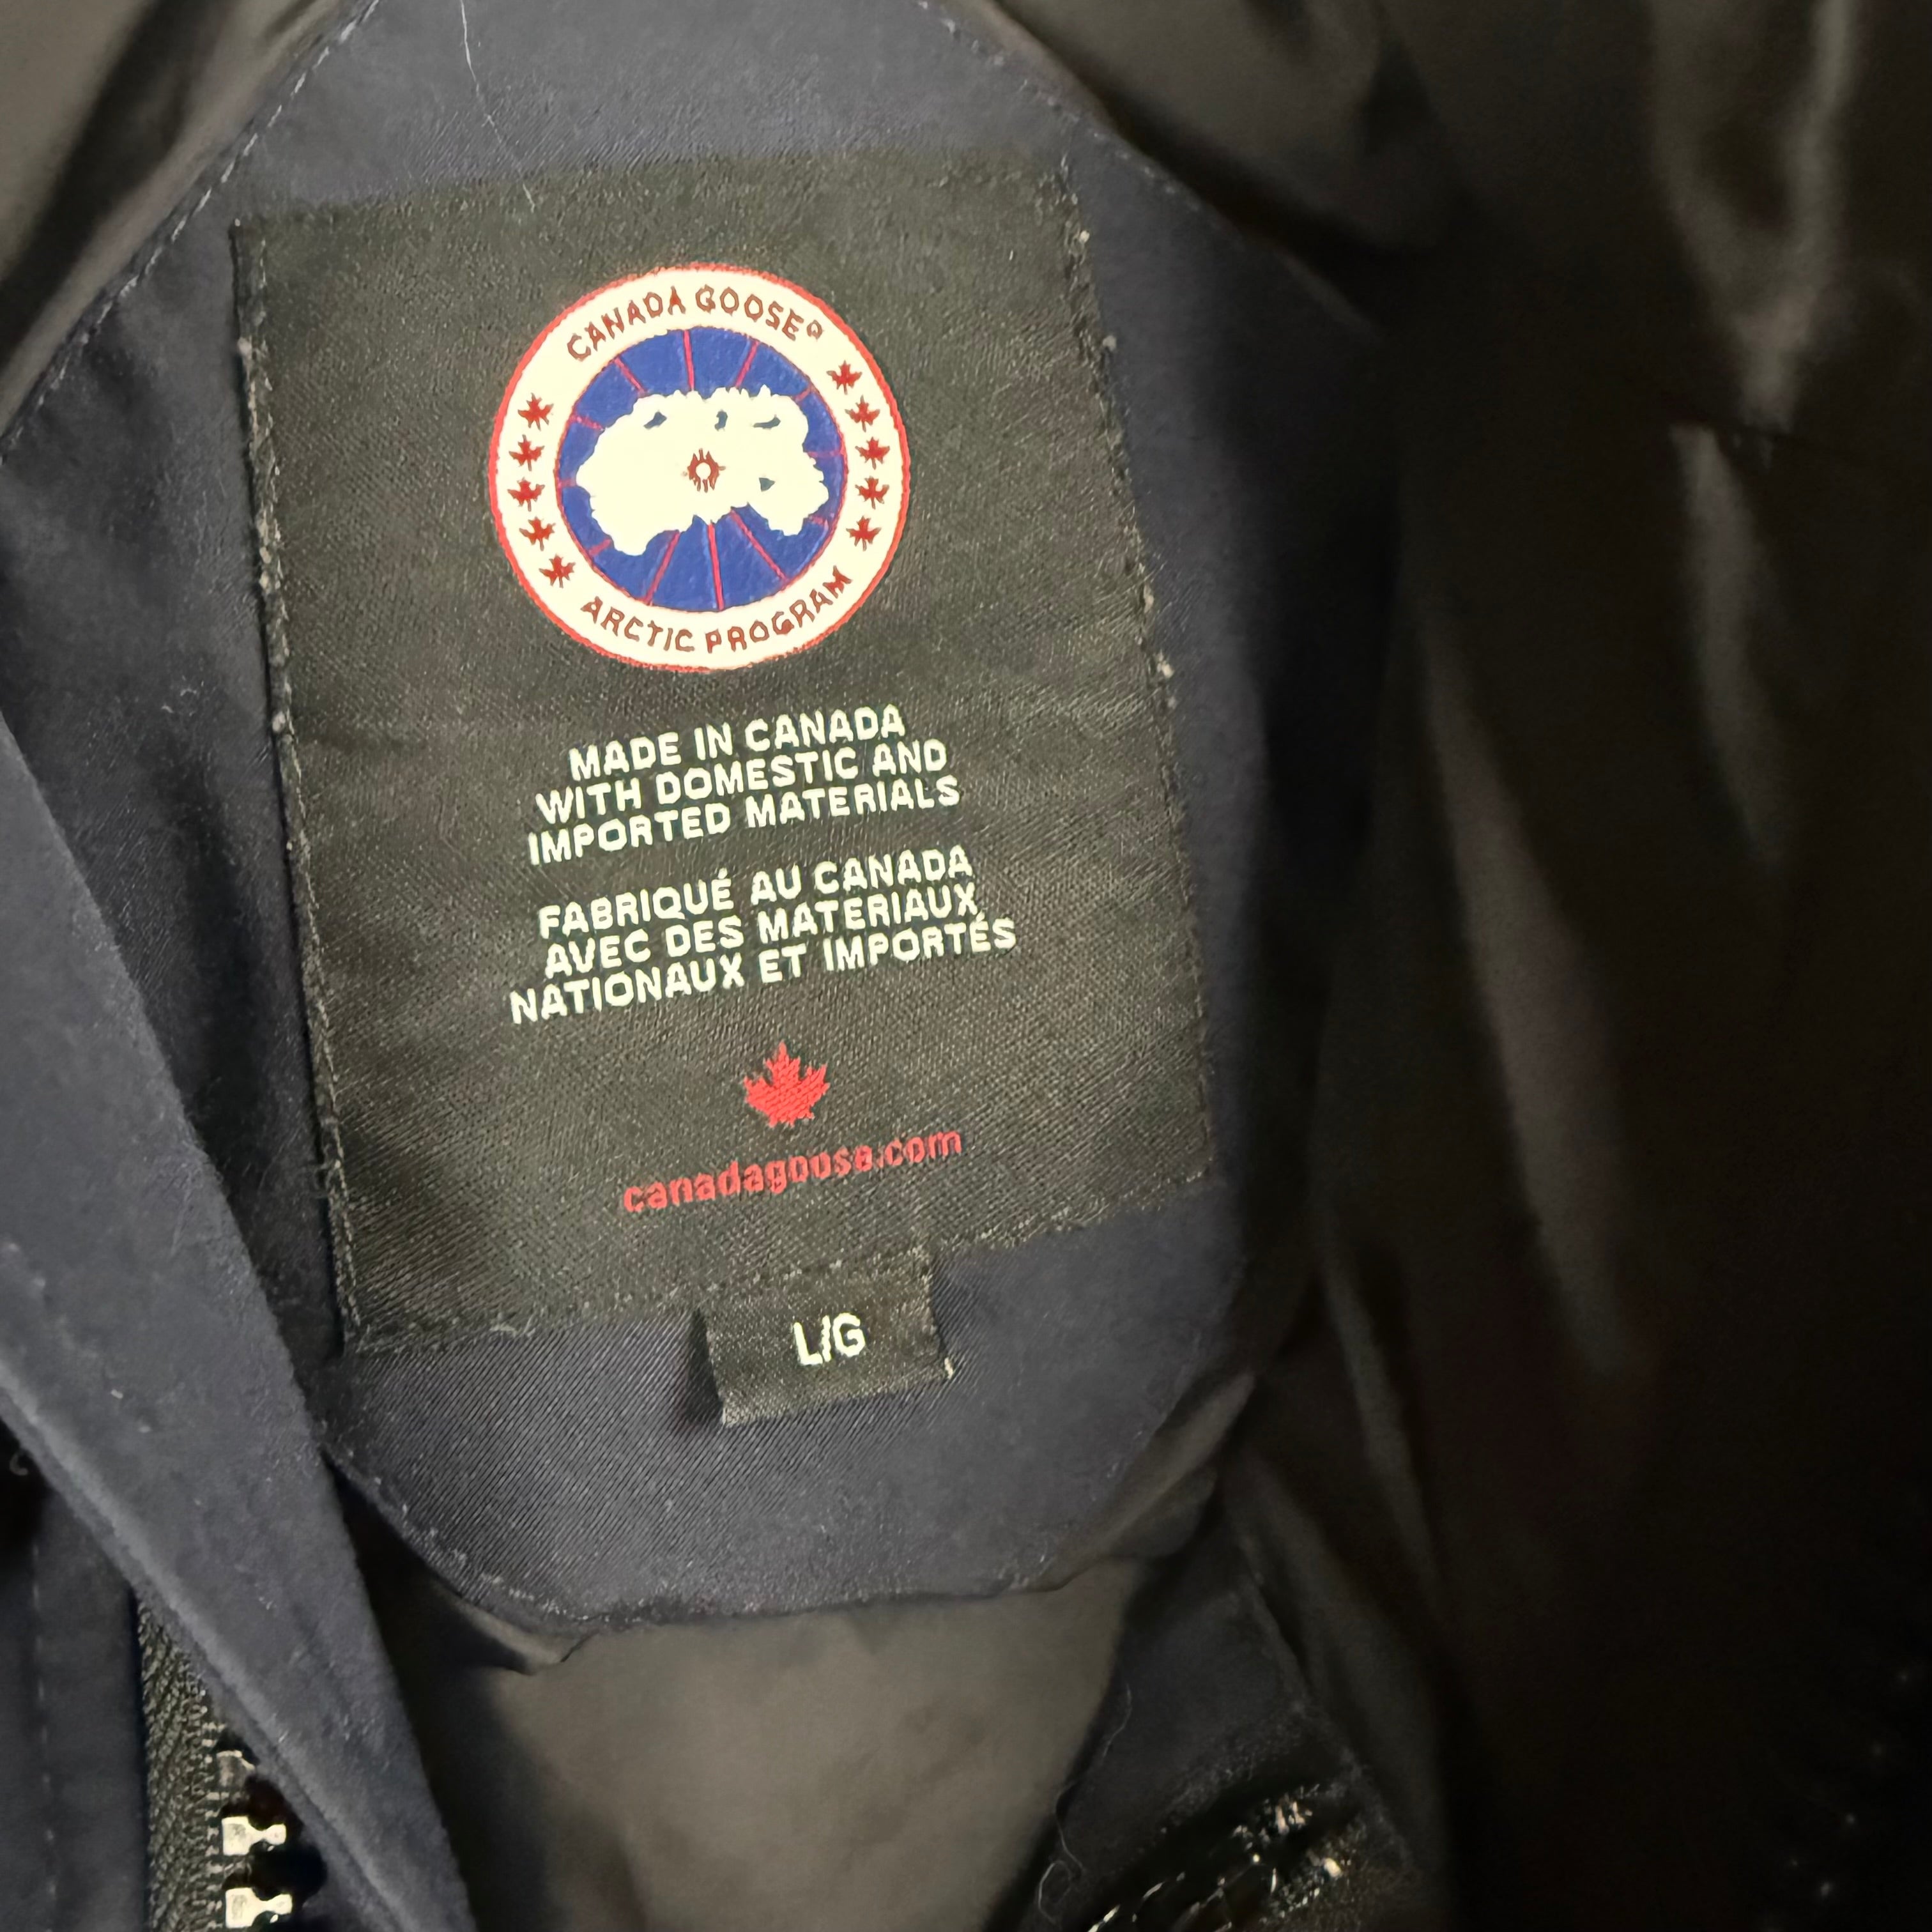 CANADA GOOSE®
ARCTIC PROGRAM
MADE IN CANADA
WITH DOMESTIC AND
IMPORTED MATERIALS
FABRIQUÉ AU CANADA
AVEC DES MATERIAUX
NATIONAUX ET IMPORTÉS
canadagoose.com
L/G